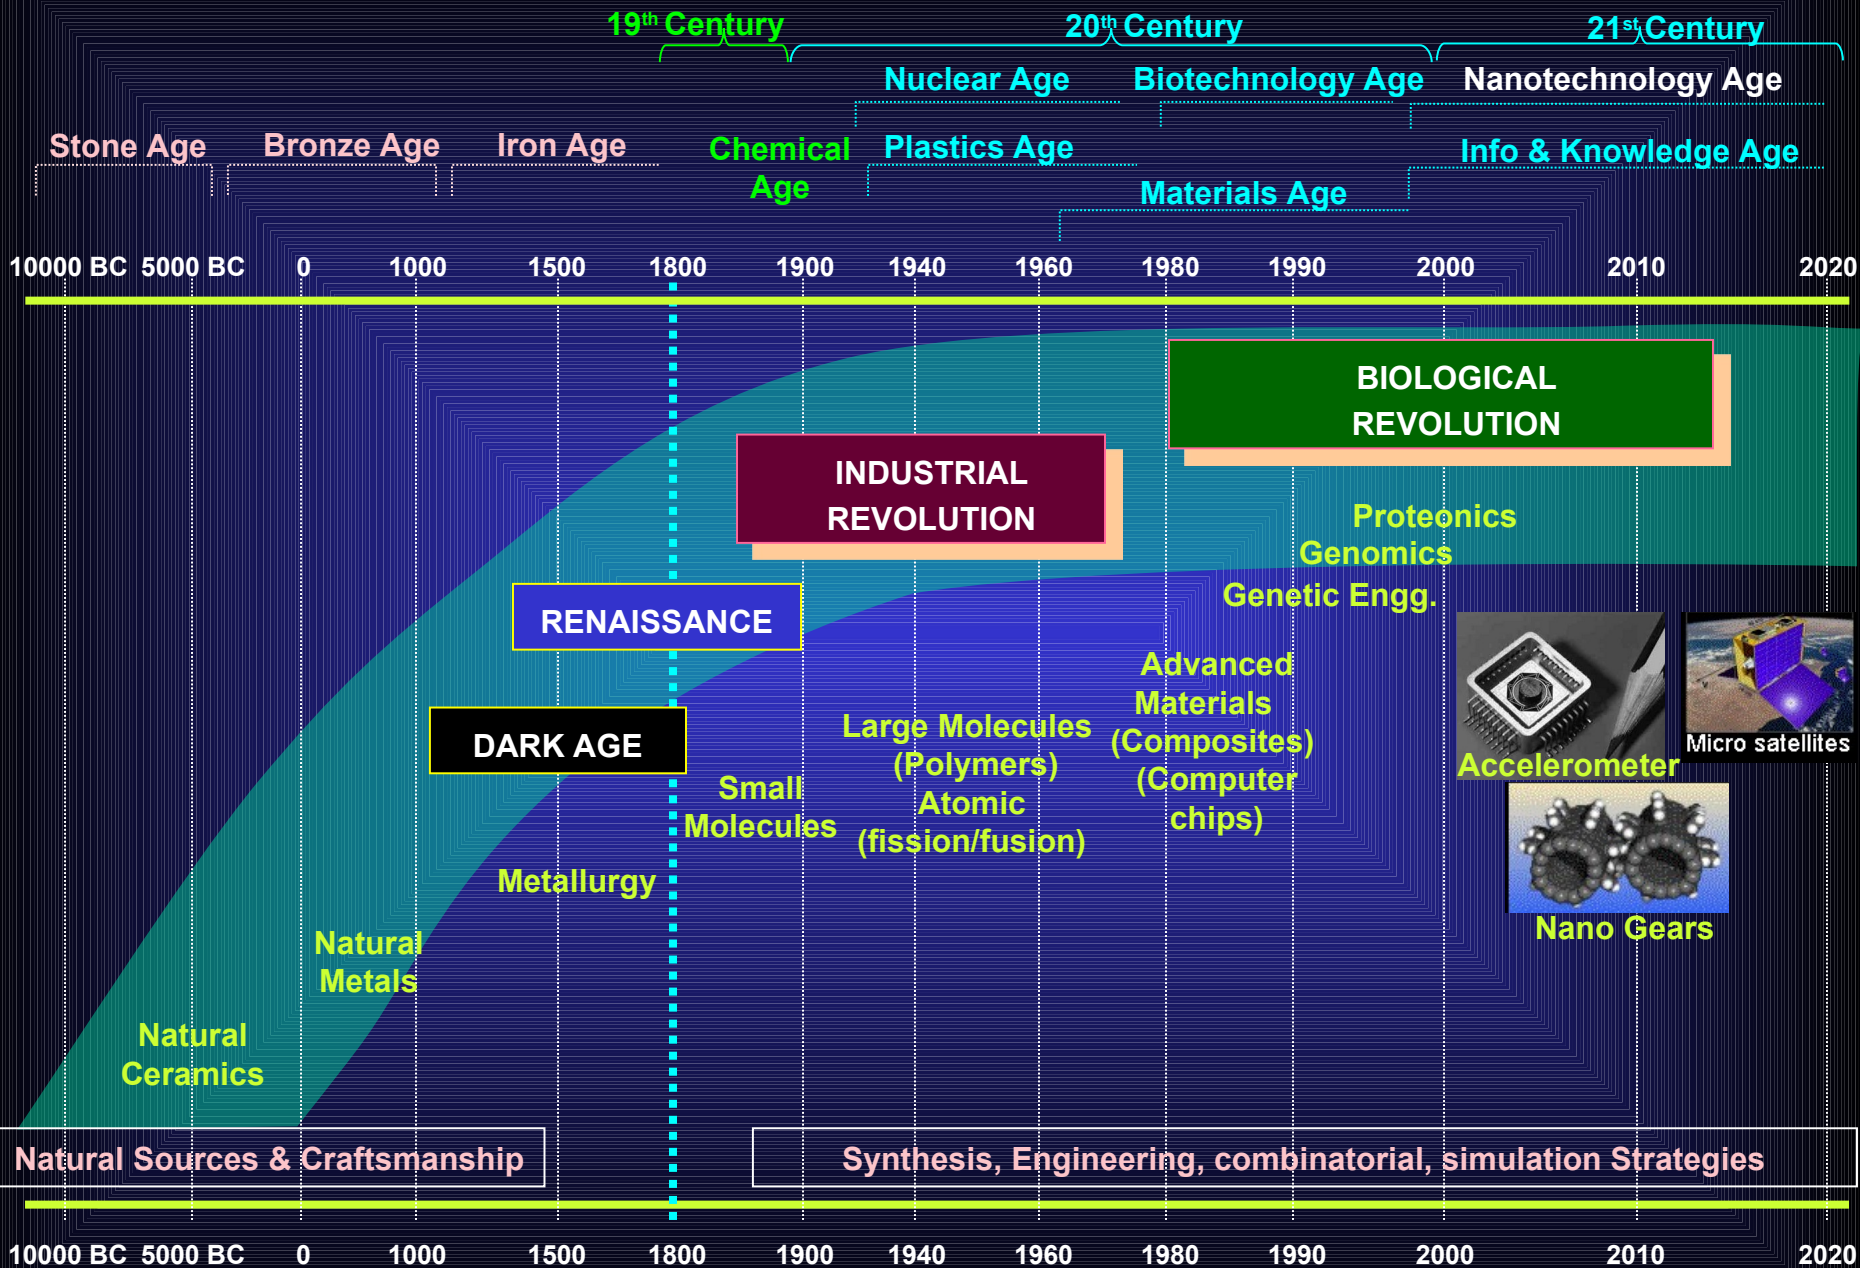 19th Century
20th Century
21st Century
Nuclear Age
Biotechnology Age
Nanotechnology Age
Stone Age
Bronze Age
Iron Age
Chemical
Age
Plastics Age
Info & Knowledge Age
Materials Age
10000 BC 5000 BC 0 1000 1500 1800 1900 1940 1960 1980 1990 2000 2010 2020
BIOLOGICAL
REVOLUTION
INDUSTRIAL
REVOLUTION
RENAISSANCE
DARK AGE
Proteonics
Genomics
Genetic Engg.
Advanced
Materials
(Composites)
(Computer
chips)
Large Molecules
(Polymers)
Atomic
(fission/fusion)
Small
Molecules
Metallurgy
Natural
Metals
Natural
Ceramics
Accelerometer
Micro satellites
Nano Gears
Natural Sources & Craftsmanship
Synthesis, Engineering, combinatorial, simulation Strategies
10000 BC 5000 BC 0 1000 1500 1800 1900 1940 1960 1980 1990 2000 2010 2020